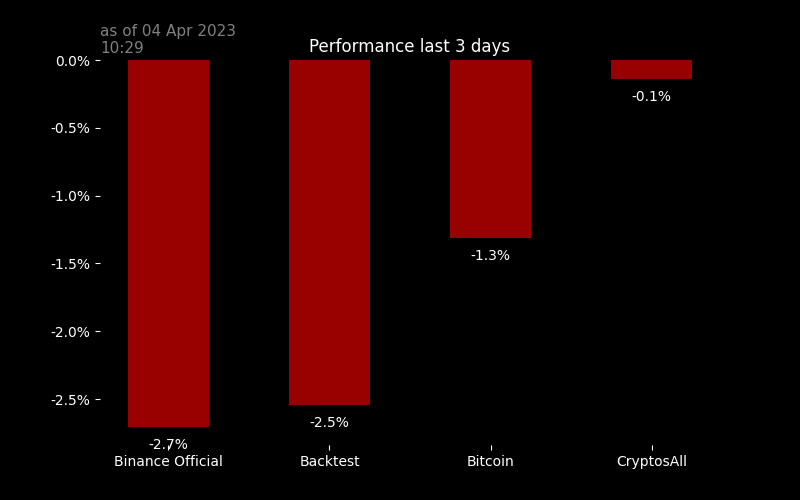 as of 04 Apr 2023
10:29
Performance last 3 days
0.0%
-0.5%
-1.0%
-1.5%
-2.0%
-2.5%
-2.7%
-2.5%
-1.3%
-0.1%
Binance Official
Backtest
Bitcoin
CryptosAll